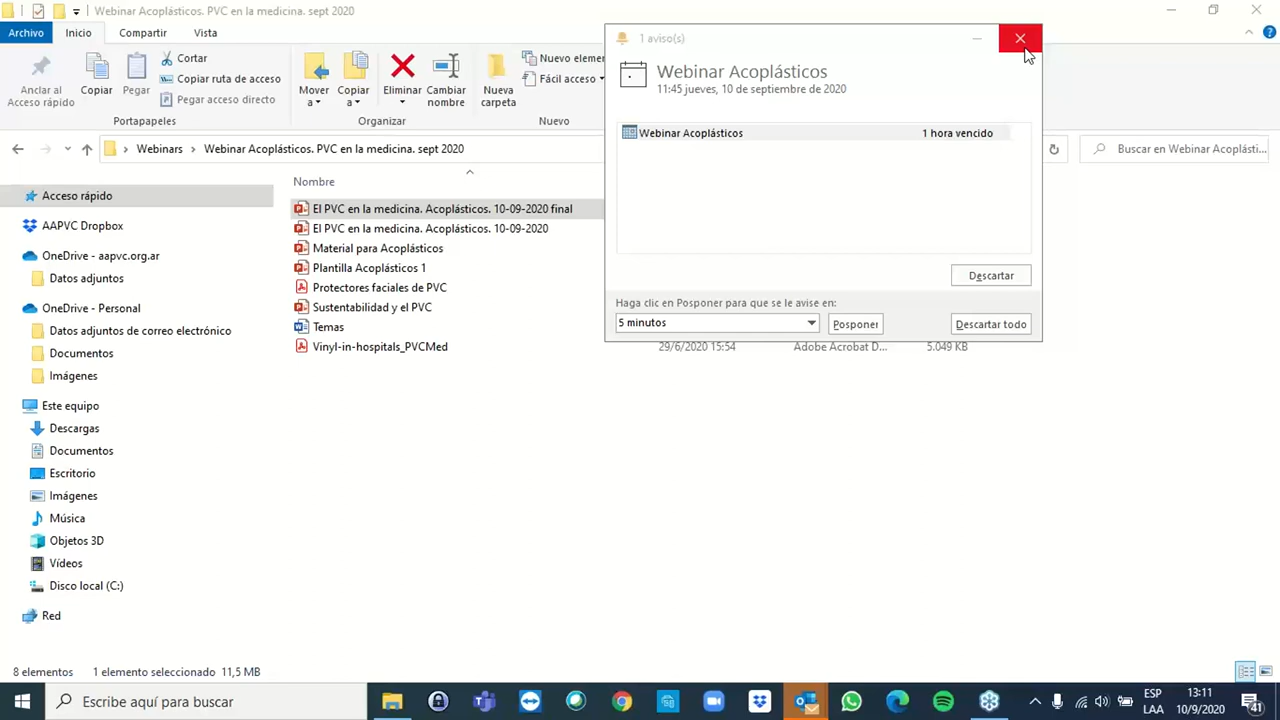 Webinar Acoplásticos. PVC en la medicina. sept 2020
Archivo Inicio Compartir Vista
Anclar al Acceso rápido
Copiar
Pegar
Cortar
Copiar ruta de acceso
Pegar acceso directo
Portapapeles
Mover a
Copiar a
Eliminar
Cambiar nombre
Organizar
Nueva carpeta
Nuevo elemen
Fácil acceso
Nuevo
Webinars > Webinar Acoplásticos. PVC en la medicina. sept 2020
Buscar en Webinar Acoplásti...
Acceso rápido
AAPVC Dropbox
OneDrive - aapvc.org.ar
Datos adjuntos
OneDrive - Personal
Datos adjuntos de correo electrónico
Documentos
Imágenes
Este equipo
Descargas
Documentos
Escritorio
Imágenes
Música
Objetos 3D
Vídeos
Disco local (C:)
Red
Nombre
El PVC en la medicina. Acoplásticos. 10-09-2020 final
El PVC en la medicina. Acoplásticos. 10-09-2020
Material para Acoplásticos
Plantilla Acoplásticos 1
Protectores faciales de PVC
Sustentabilidad y el PVC
Temas
Vinyl-in-hospitals_PVCMed 29/6/2020 15:54 Adobe Acrobat D... 5.049 KB
1 aviso(s)
Webinar Acoplásticos
11:45 jueves, 10 de septiembre de 2020
Webinar Acoplásticos 1 hora vencido
Descartar
Haga clic en Posponer para que se le avise en:
5 minutos Posponer Descartar todo
8 elementos 1 elemento seleccionado 11,5 MB
Escribe aquí para buscar
ESP
LAA
13:11
10/9/2020
41